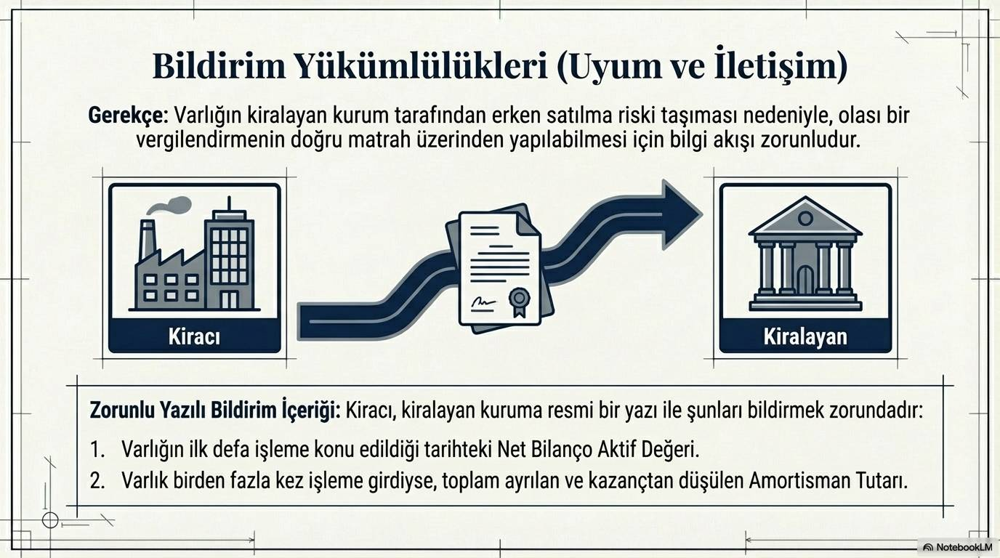 Bildirim Yükümlülükleri (Uyum ve İletişim)
Gerekçe: Varlığın kiralayan kurum tarafından erken satılma riski taşıması nedeniyle, olası bir
vergilendirmenin doğru matrah üzerinden yapılabilmesi için bilgi akışı zorunludur.
Kiracı
Kiralayan
Zorunlu Yazılı Bildirim İçeriği: Kiracı, kiralayan kuruma resmi bir yazı ile şunları bildirmek zorundadır:
1. Varlığın ilk defa işleme konu edildiği tarihteki Net Bilanço Aktif Değeri.
2. Varlık birden fazla kez işleme girdiyse, toplam ayrılan ve kazançtan düşülen Amortisman Tutarı.
NotebookLM